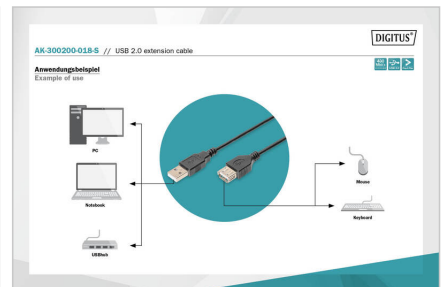 DIGITUS®
AK-300200-018-S // USB 2.0 extension cable
Anwendungsbeispiel
Example of use
PC
Notebook
USBHub
Mouse
Keyboard